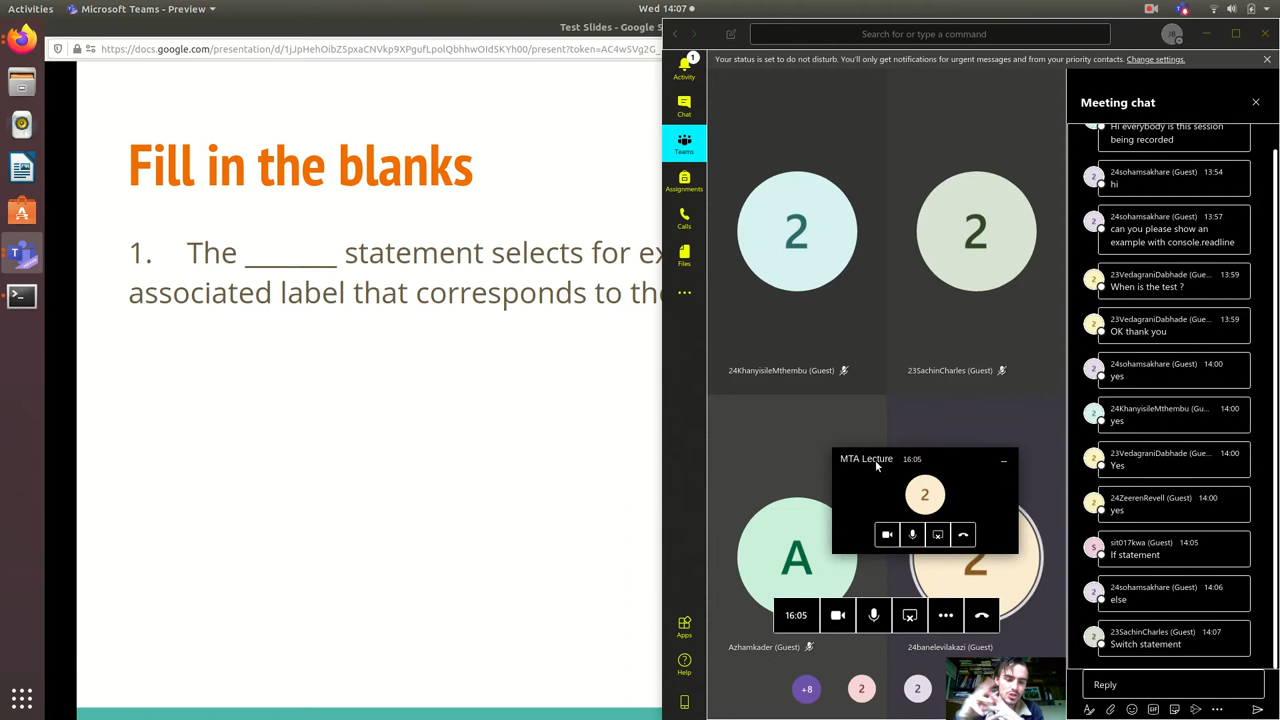 Activities
Microsoft Teams - Preview
Wed 14:07
Test Slides - Google S
https://docs.google.com/presentation/d/1jJpHehOibZ5pxaCNVkp9XPgufLpolQbhhwOId5KYh00/present?token=AC4w5Vg2G_
Fill in the blanks
1. The _______ statement selects for ex
associated label that corresponds to the
Search for or type a command
JB
Your status is set to do not disturb. You'll only get notifications for urgent messages and from your priority contacts. Change settings.
1
Activity
Chat
Teams
Assignments
Calls
Files
Apps
Help
2
2
24KhanyisileMthembu (Guest)
23SachinCharles (Guest)
MTA Lecture 16:05
2
A
2
16:05
Azhamkader (Guest)
24banelevilakazi (Guest)
+8
2
2
Meeting chat
Hi everybody is this session
being recorded
24sohamsakhare (Guest) 13:54
hi
24sohamsakhare (Guest) 13:57
can you please show an
example with console.readline
23VedagraniDabhade (Gue... 13:59
When is the test ?
23VedagraniDabhade (Gue... 13:59
OK thank you
24sohamsakhare (Guest) 14:00
yes
24KhanyisileMthembu (Gu... 14:00
yes
23VedagraniDabhade (Gue... 14:00
Yes
24ZeerenRevell (Guest) 14:00
yes
sit017kwa (Guest) 14:05
If statement
24sohamsakhare (Guest) 14:06
else
23SachinCharles (Guest) 14:07
Switch statement
Reply